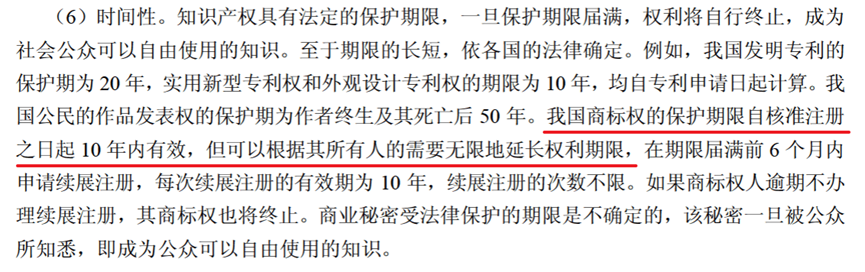 （6）时间性。知识产权具有法定的保护期限，一旦保护期限届满，权利将自行终止，成为
社会公众可以自由使用的知识。至于期限的长短，依各国的法律确定。例如，我国发明专利的
保护期为 20 年，实用新型专利权和外观设计专利权的期限为 10 年，均自专利申请日起计算。我
国公民的作品发表权的保护期为作者终生及其死亡后 50 年。我国商标权的保护期限自核准注册
之日起 10 年内有效，但可以根据其所有人的需要无限地延长权利期限，在期限届满前 6 个月内
申请续展注册，每次续展注册的有效期为 10 年，续展注册的次数不限。如果商标权人逾期不办
理续展注册，其商标权也将终止。商业秘密受法律保护的期限是不确定的，该秘密一旦被公众
所知悉，即成为公众可以自由使用的知识。